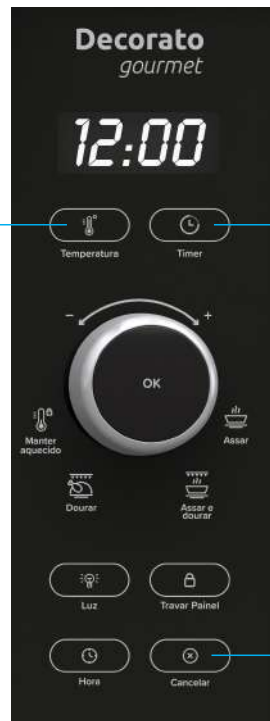 Decorato
gourmet
12:00
Temperatura
Timer
- +
OK
Manter
aquecido
Assar
Dourar
Assar e
dourar
Luz
Travar Painel
Hora
Cancelar